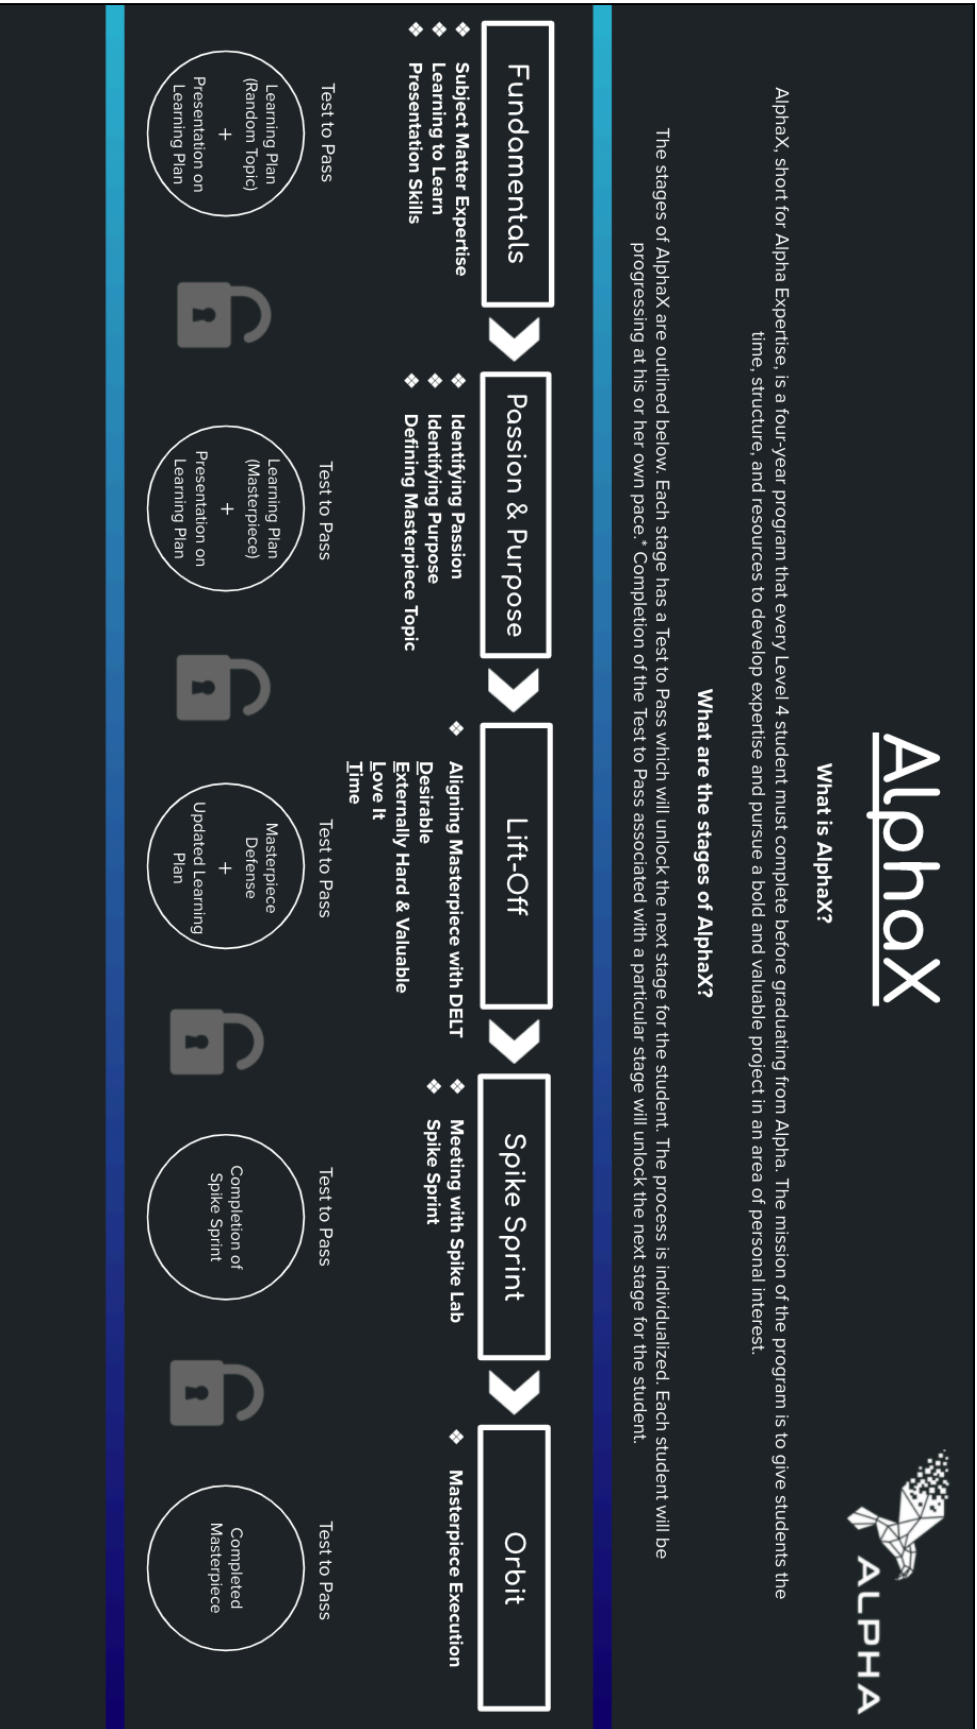 AlphaX
ALPHA
What is AlphaX?
AlphaX, short for Alpha Expertise, is a four-year program that every Level 4 student must complete before graduating from Alpha. The mission of the program is to give students the
time, structure, and resources to develop expertise and pursue a bold and valuable project in an area of personal interest.
What are the stages of AlphaX?
The stages of AlphaX are outlined below. Each stage has a Test to Pass which will unlock the next stage for the student. The process is individualized. Each student will be
progressing at his or her own pace.* Completion of the Test to Pass associated with a particular stage will unlock the next stage for the student.
Fundamentals
❖ Subject Matter Expertise
❖ Learning to Learn
❖ Presentation Skills
Test to Pass
Learning Plan
(Random Topic)
+
Presentation on
Learning Plan
Passion & Purpose
❖ Identifying Passion
❖ Identifying Purpose
❖ Defining Masterpiece Topic
Test to Pass
Learning Plan
(Masterpiece)
+
Presentation on
Learning Plan
Lift-Off
❖ Aligning Masterpiece with DELT
Desirable
Externally Hard & Valuable
Love It
Time
Test to Pass
Masterpiece
Defense
+
Updated Learning
Plan
Spike Sprint
❖ Meeting with Spike Lab
❖ Spike Sprint
Test to Pass
Completion of
Spike Sprint
Orbit
❖ Masterpiece Execution
Test to Pass
Completed
Masterpiece